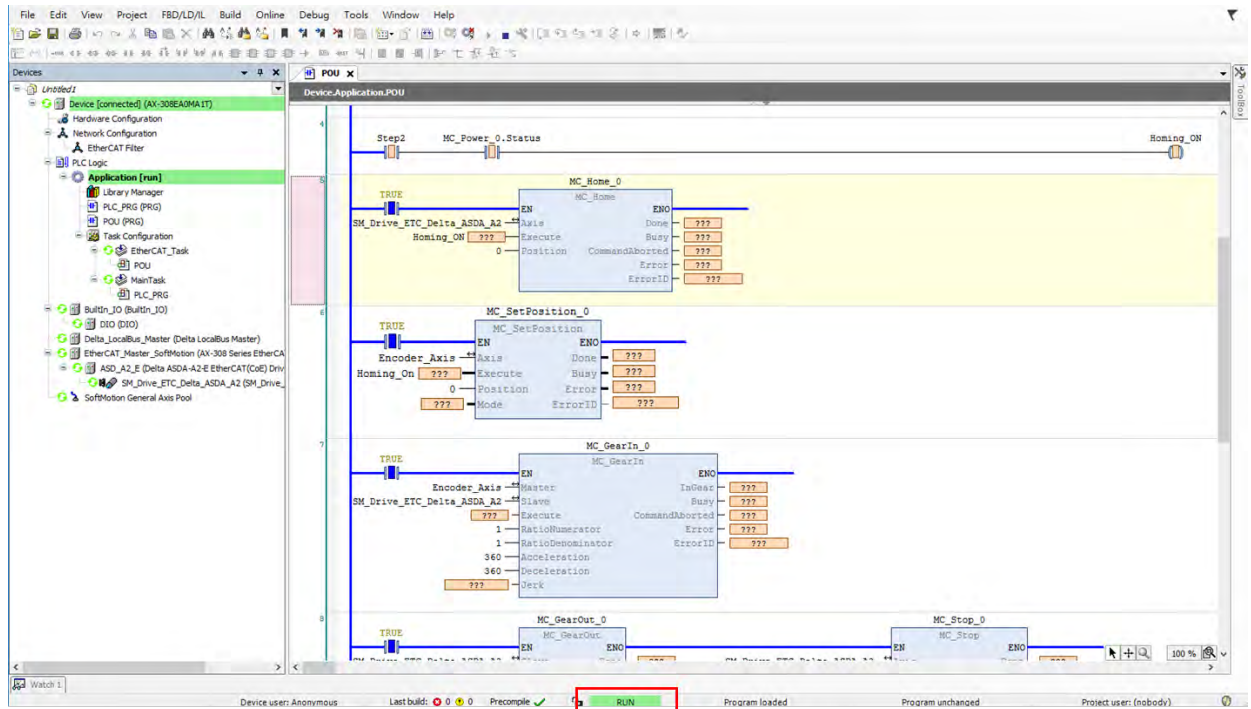 File Edit View Project FBD/LD/IL Build Online Debug Tools Window Help
Devices
Untitled1
Device [connected] (AX-308EA0MA1T)
Hardware Configuration
Network Configuration
EtherCAT Filter
PLC Logic
Application [run]
Library Manager
PLC_PRG (PRG)
POU (PRG)
Task Configuration
EtherCAT_Task
POU
MainTask
PLC_PRG
BuiltIn_IO (BuiltIn_IO)
DIO (DIO)
Delta_LocalBus_Master (Delta LocalBus Master)
EtherCAT_Master_SoftMotion (AX-308 Series EtherCA
ASD_A2_E (Delta ASDA-A2-E EtherCAT(CoE) Driv
SM_Drive_ETC_Delta_ASDA_A2 (SM_Drive_
SoftMotion General Axis Pool
POU
Device.Application.POU
4
Step2 MC_Power_0.Status Homing_ON
5
MC_Home_0
TRUE MC_Home
EN ENO
SM_Drive_ETC_Delta_ASDA_A2 Axis Done ???
Homing_ON ??? Execute Busy ???
0 Position CommandAborted ???
Error ???
ErrorID ???
6
MC_SetPosition_0
TRUE MC_SetPosition
EN ENO
Encoder_Axis Axis Done ???
Homing_On ??? Execute Busy ???
0 Position Error ???
??? Mode ErrorID ???
7
MC_GearIn_0
TRUE MC_GearIn
EN ENO
Encoder_Axis Master InGear ???
SM_Drive_ETC_Delta_ASDA_A2 Slave Busy ???
??? Execute CommandAborted ???
1 RatioNumerator Error ???
1 RatioDenominator ErrorID ???
360 Acceleration
360 Deceleration
??? Jerk
8
MC_GearOut_0 MC_Stop_0
TRUE MC_GearOut MC_Stop
EN ENO EN ENO
100 %
ToolBox
Watch 1
Device user: Anonymous Last build: 0 0 Precompile RUN Program loaded Program unchanged Project user: (nobody)